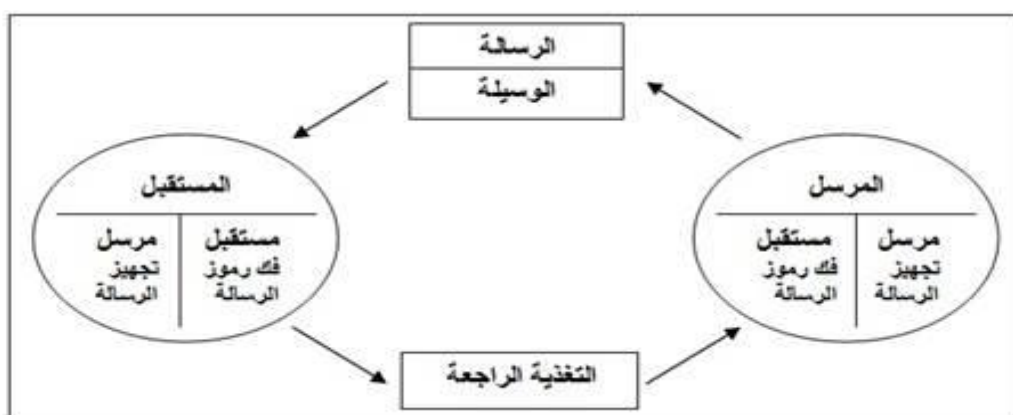 الرسالة
الوسيلة
المرسل
مرسل
تجهيز
الرسالة
مستقبل
فك رموز
الرسالة
المستقبل
مستقبل
فك رموز
الرسالة
مرسل
تجهيز
الرسالة
التغذية الراجعة